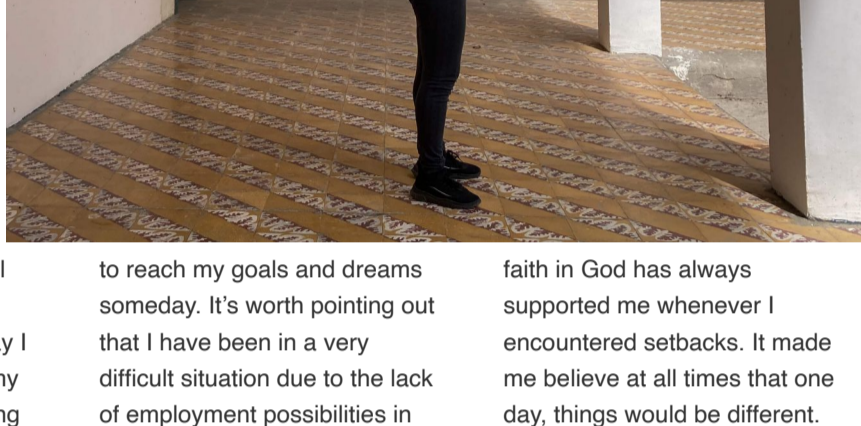 I
y I
ny
ng
to reach my goals and dreams
someday. It’s worth pointing out
that I have been in a very
difficult situation due to the lack
of employment possibilities in
faith in God has always
supported me whenever I
encountered setbacks. It made
me believe at all times that one
day, things would be different.